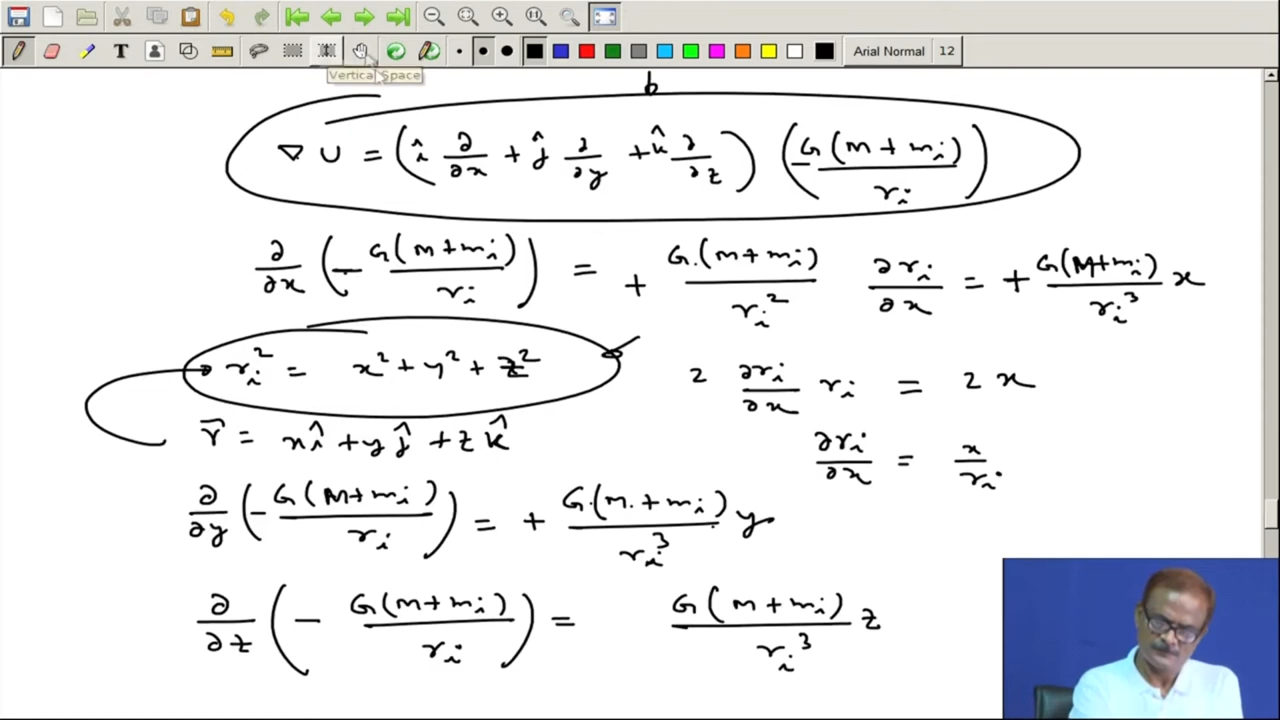 Arial Normal 12
Vertical Space
b
∇ U = (î ∂/∂x + ĵ ∂/∂y + k̂ ∂/∂z) (−G(M+mᵢ)/rᵢ)
∂/∂x (−G(M+mᵢ)/rᵢ) = + G.(M+mᵢ)/rᵢ² ∂rᵢ/∂x = + G(M+mᵢ)/rᵢ³ x
rᵢ² = x² + y² + z² 2 ∂rᵢ/∂x rᵢ = 2 x
r⃗ = xî + yĵ + zk̂ ∂rᵢ/∂x = x/rᵢ
∂/∂y (−G(M+mᵢ)/rᵢ) = + G.(M.+mᵢ)/rᵢ³ y
∂/∂z (− G(M+mᵢ)/rᵢ) = G(M+mᵢ)/rᵢ³ z